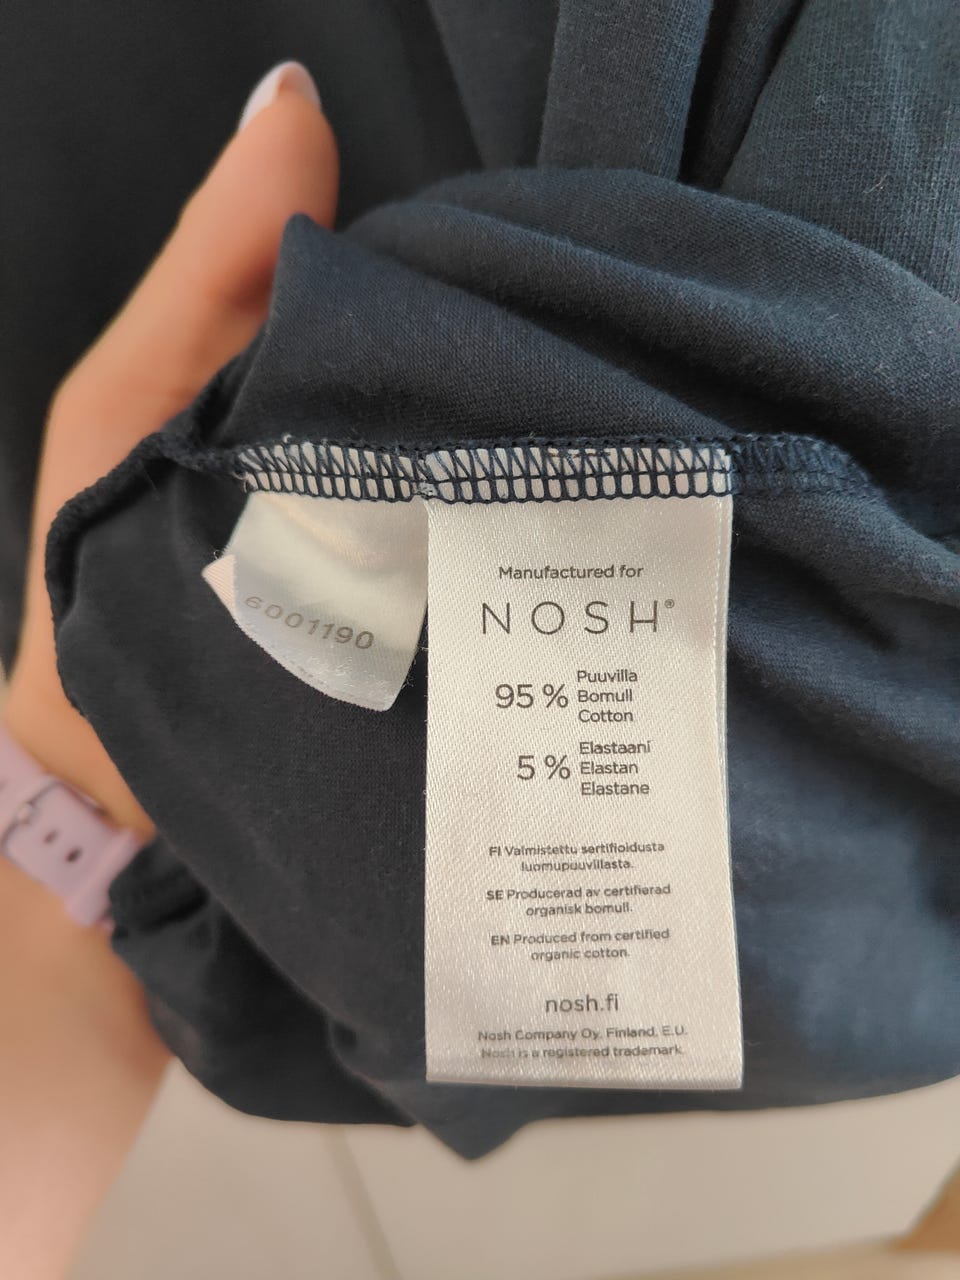 6001190
Manufactured for
NOSH®
95 % Puuvilla
Bomull
Cotton
5 % Elastaani
Elastan
Elastane
FI Valmistettu sertifioidusta
luomupuuvillasta.
SE Producerad av certifierad
organisk bomull.
EN Produced from certified
organic cotton.
nosh.fi
Nosh Company Oy, Finland, E.U.
Nosh is a registered trademark.